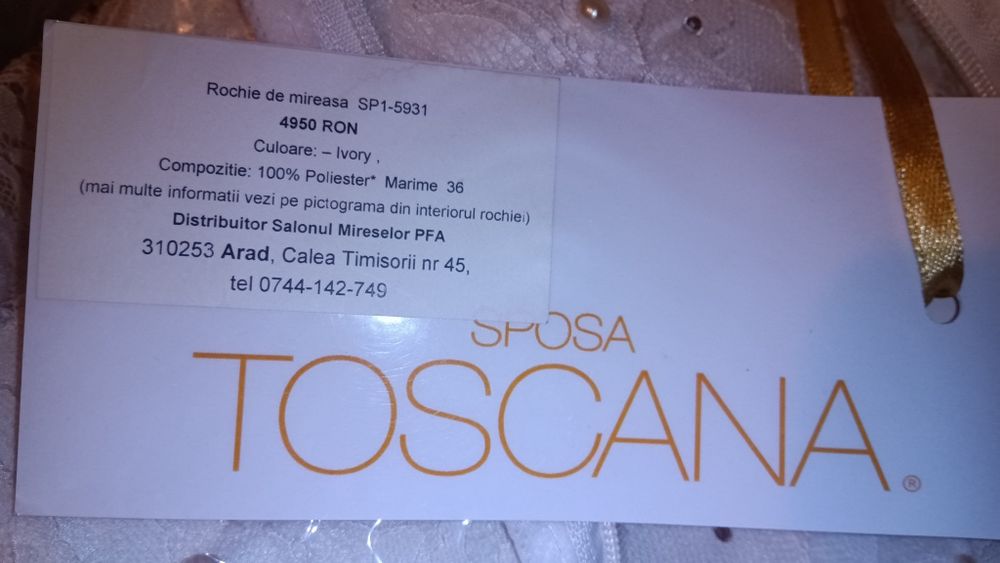 Rochie de mireasa SP1-5931
4950 RON
Culoare: – Ivory ,
Compozitie: 100% Poliester* Marime 36
(mai multe informatii vezi pe pictograma din interiorul rochiei)
Distribuitor Salonul Mireselor PFA
310253 Arad, Calea Timisorii nr 45,
tel 0744-142-749
SPOSA
TOSCANA ®